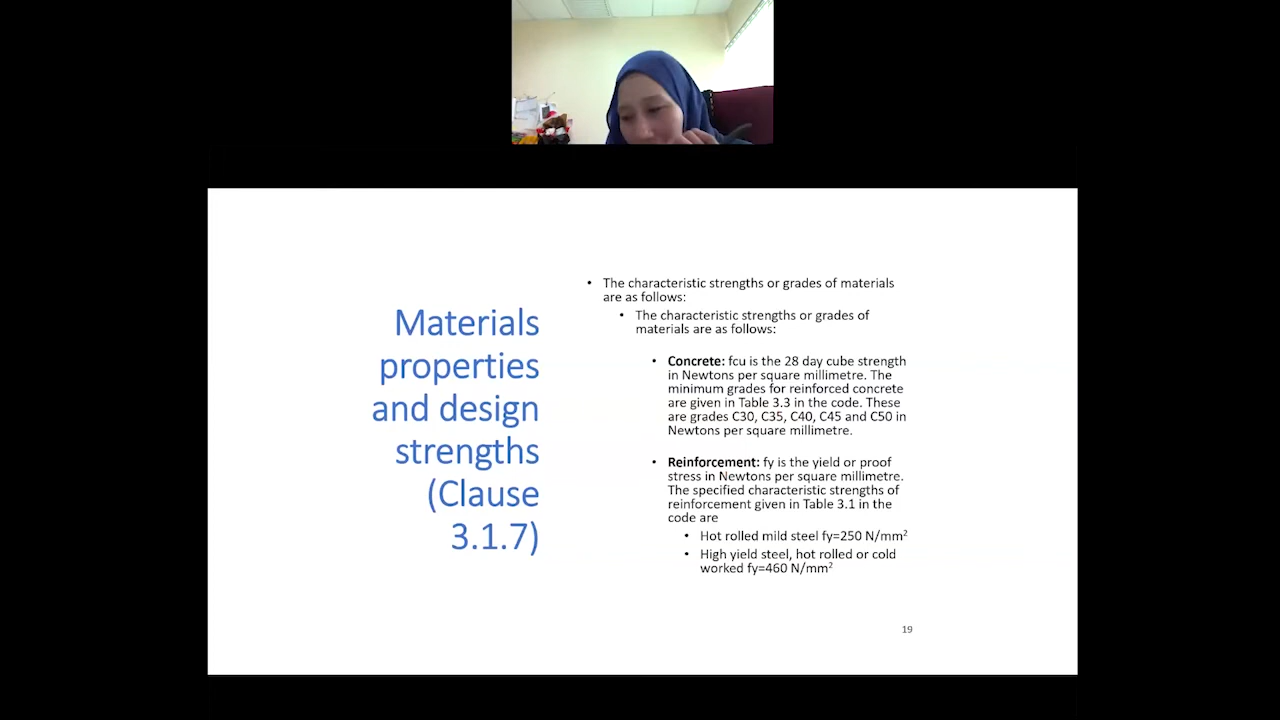 Materials
properties
and design
strengths
(Clause
3.1.7)
• The characteristic strengths or grades of materials
are as follows:
• The characteristic strengths or grades of
materials are as follows:
• Concrete: fcu is the 28 day cube strength
in Newtons per square millimetre. The
minimum grades for reinforced concrete
are given in Table 3.3 in the code. These
are grades C30, C35, C40, C45 and C50 in
Newtons per square millimetre.
• Reinforcement: fy is the yield or proof
stress in Newtons per square millimetre.
The specified characteristic strengths of
reinforcement given in Table 3.1 in the
code are
• Hot rolled mild steel fy=250 N/mm²
• High yield steel, hot rolled or cold
worked fy=460 N/mm²
19